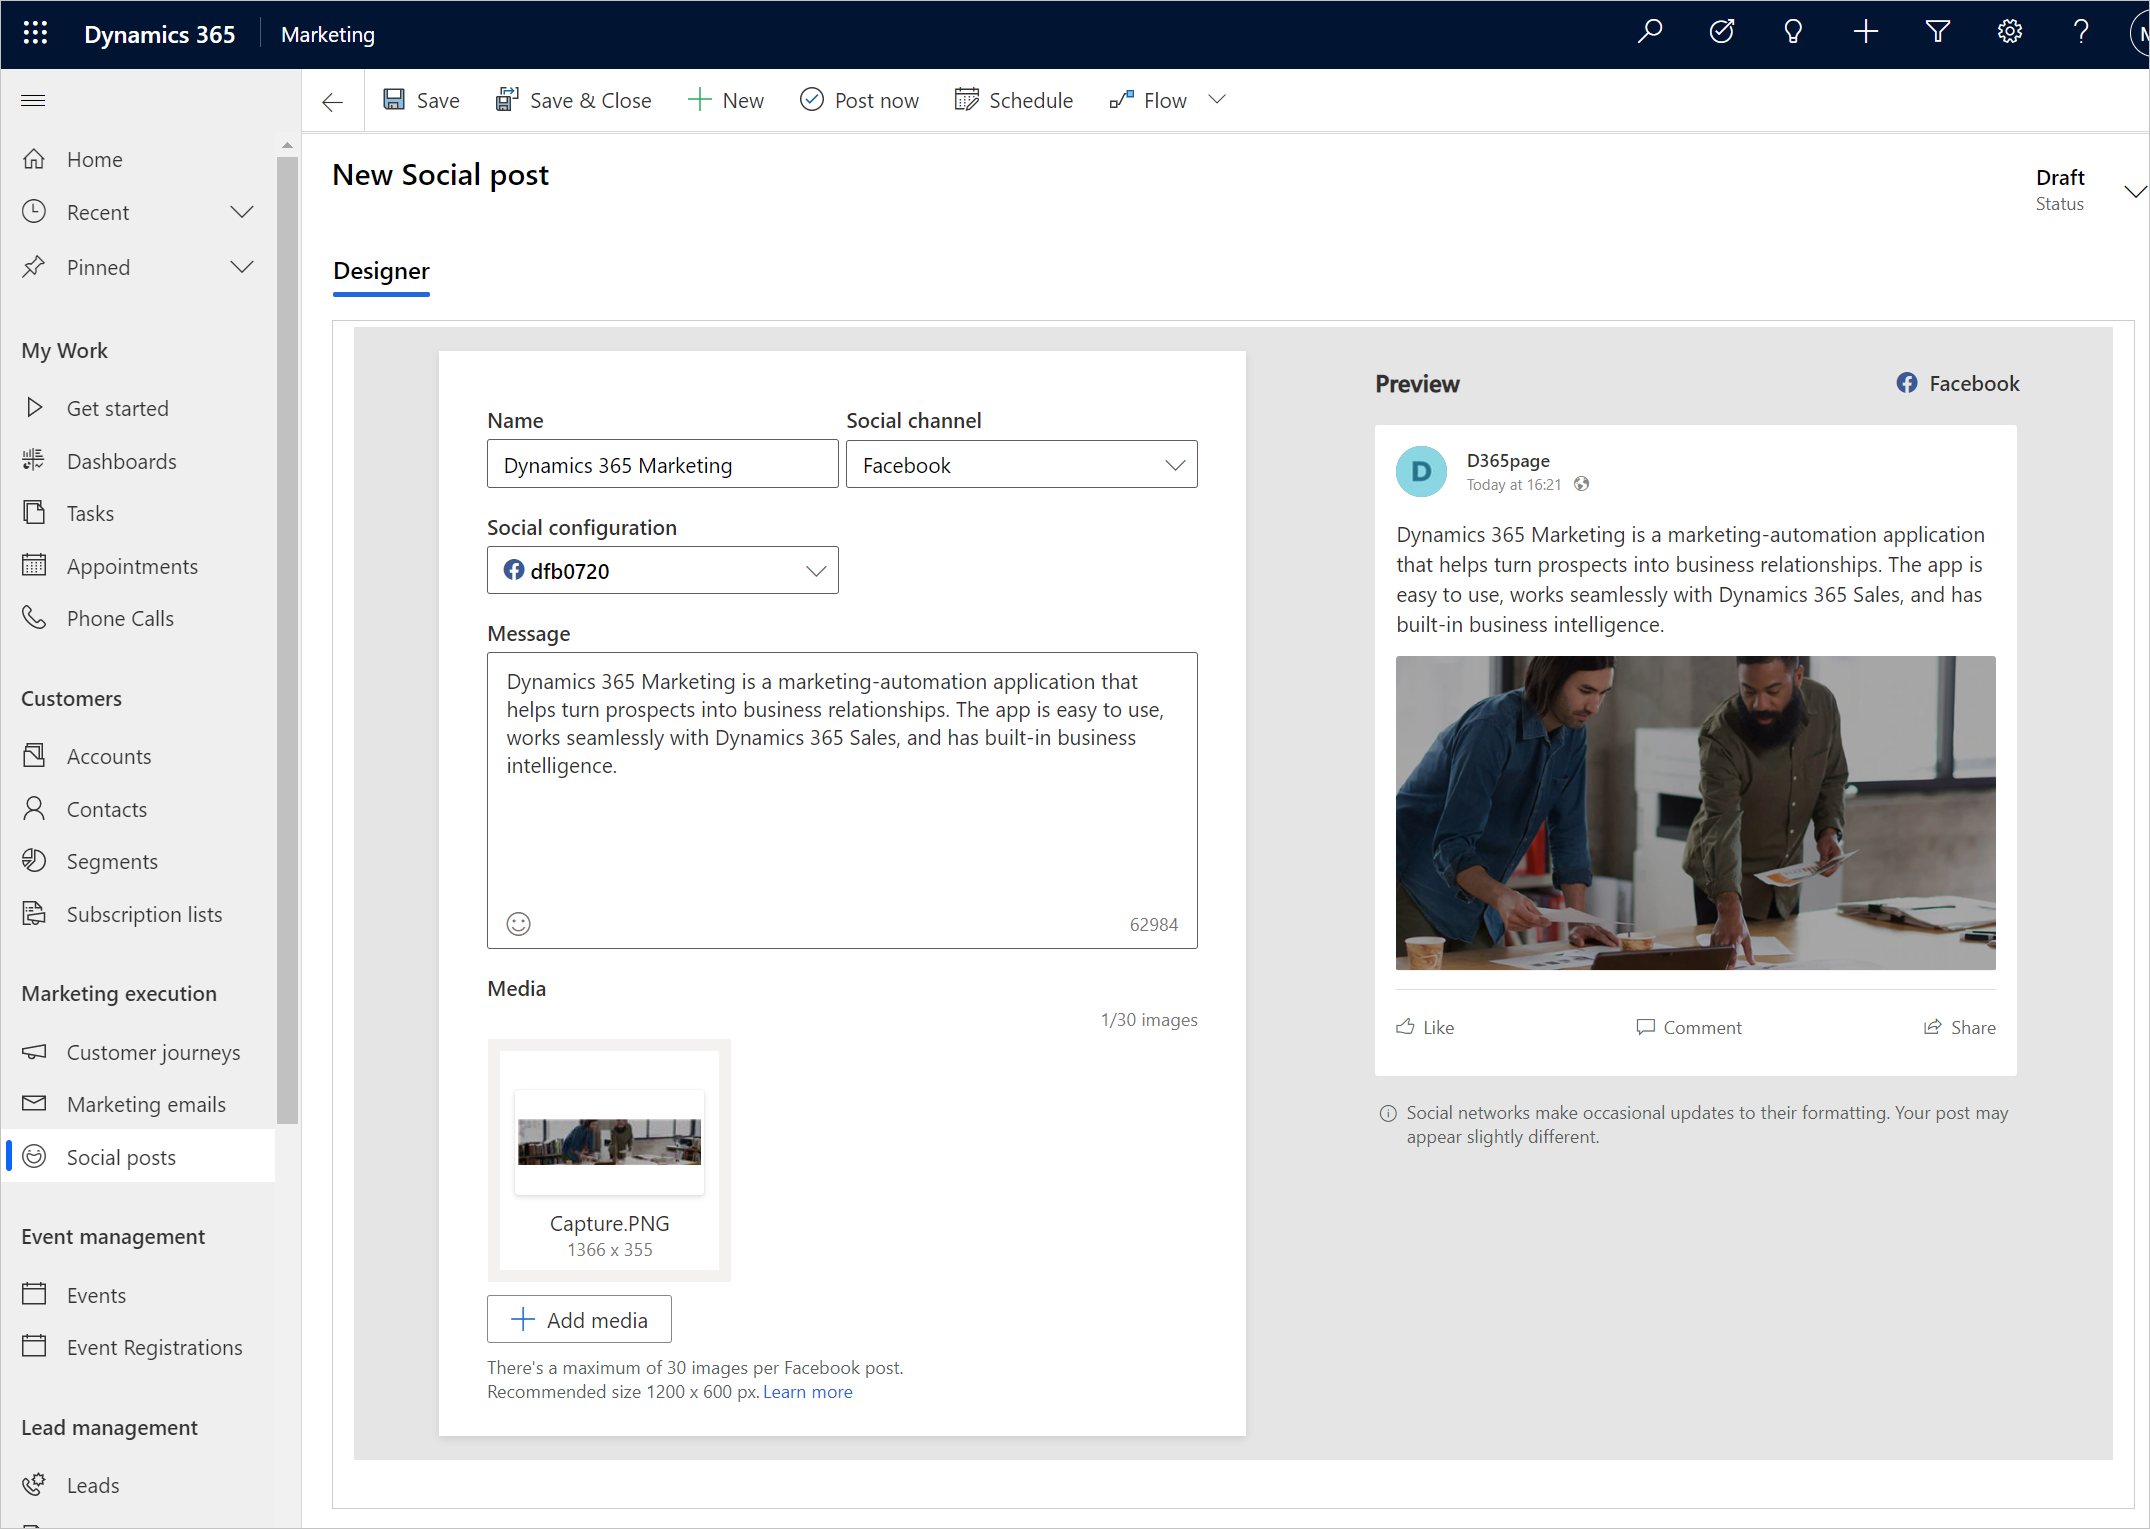 Dynamics 365
Marketing
Save
Save & Close
New
Post now
Schedule
Flow
Home
Recent
Pinned
My Work
Get started
Dashboards
Tasks
Appointments
Phone Calls
Customers
Accounts
Contacts
Segments
Subscription lists
Marketing execution
Customer journeys
Marketing emails
Social posts
Event management
Events
Event Registrations
Lead management
Leads
New Social post
Draft
Status
Designer
Name
Dynamics 365 Marketing
Social channel
Facebook
Social configuration
dfb0720
Message
Dynamics 365 Marketing is a marketing-automation application that
helps turn prospects into business relationships. The app is easy to use,
works seamlessly with Dynamics 365 Sales, and has built-in business
intelligence.
62984
Media
1/30 images
Capture.PNG
1366 x 355
Add media
There's a maximum of 30 images per Facebook post.
Recommended size 1200 x 600 px. Learn more
Preview
Facebook
D
D365page
Today at 16:21
Dynamics 365 Marketing is a marketing-automation application
that helps turn prospects into business relationships. The app is
easy to use, works seamlessly with Dynamics 365 Sales, and has
built-in business intelligence.
Like
Comment
Share
Social networks make occasional updates to their formatting. Your post may
appear slightly different.